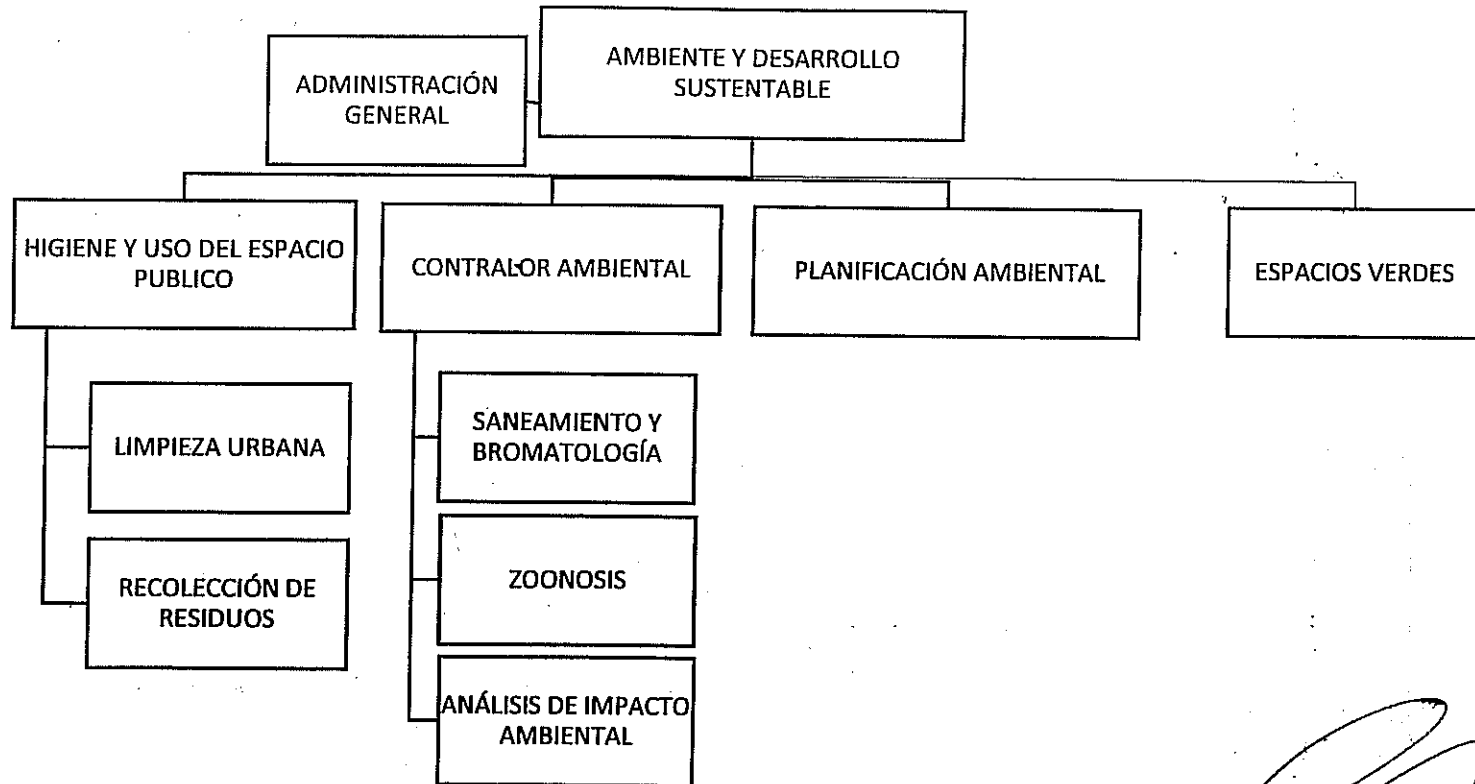 AMBIENTE Y DESARROLLO
SUSTENTABLE
ADMINISTRACIÓN
GENERAL
HIGIENE Y USO DEL ESPACIO
PUBLICO
CONTRALOR AMBIENTAL
PLANIFICACIÓN AMBIENTAL
ESPACIOS VERDES
LIMPIEZA URBANA
RECOLECCIÓN DE
RESIDUOS
SANEAMIENTO Y
BROMATOLOGÍA
ZOONOSIS
ANÁLISIS DE IMPACTO
AMBIENTAL